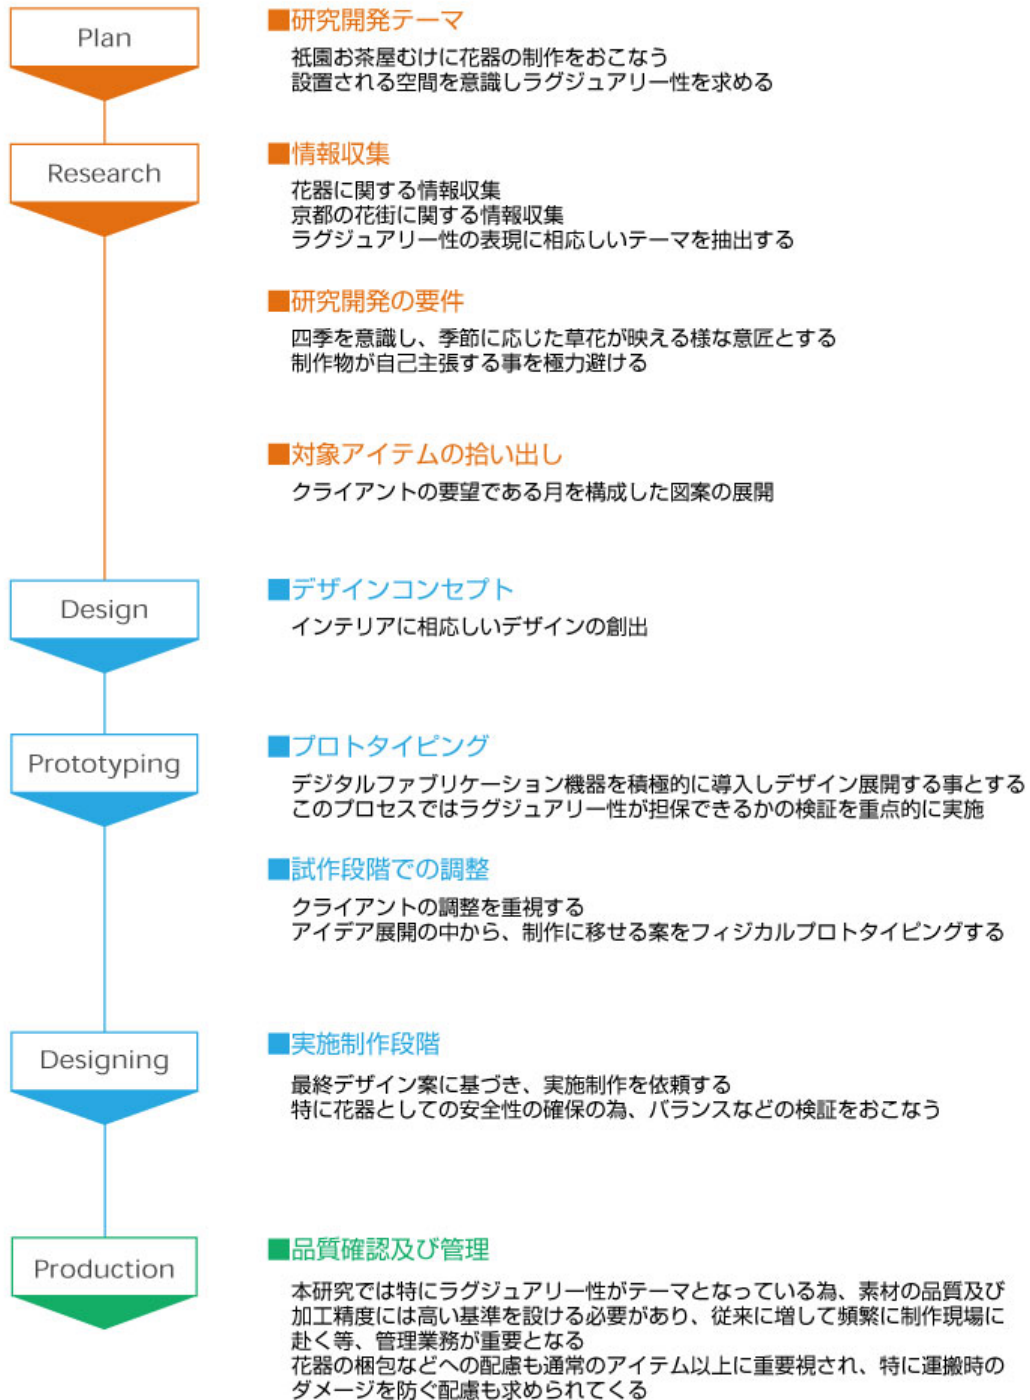 Plan
■研究開発テーマ
祇園お茶屋むけに花器の制作をおこなう
設置される空間を意識しラグジュアリー性を求める
Research
■情報収集
花器に関する情報収集
京都の花街に関する情報収集
ラグジュアリー性の表現に相応しいテーマを抽出する
■研究開発の要件
四季を意識し、季節に応じた草花が映える様な意匠とする
制作物が自己主張する事を極力避ける
■対象アイテムの拾い出し
クライアントの要望である月を構成した図案の展開
Design
■デザインコンセプト
インテリアに相応しいデザインの創出
Prototyping
■プロトタイピング
デジタルファブリケーション機器を積極的に導入しデザイン展開する事とする
このプロセスではラグジュアリー性が担保できるかの検証を重点的に実施
■試作段階での調整
クライアントの調整を重視する
アイデア展開の中から、制作に移せる案をフィジカルプロトタイピングする
Designing
■実施制作段階
最終デザイン案に基づき、実施制作を依頼する
特に花器としての安全性の確保の為、バランスなどの検証をおこなう
Production
■品質確認及び管理
本研究では特にラグジュアリー性がテーマとなっている為、素材の品質及び
加工精度には高い基準を設ける必要があり、従来に増して頻繁に制作現場に
赴く等、管理業務が重要となる
花器の梱包などへの配慮も通常のアイテム以上に重要視され、特に運搬時の
ダメージを防ぐ配慮も求められてくる